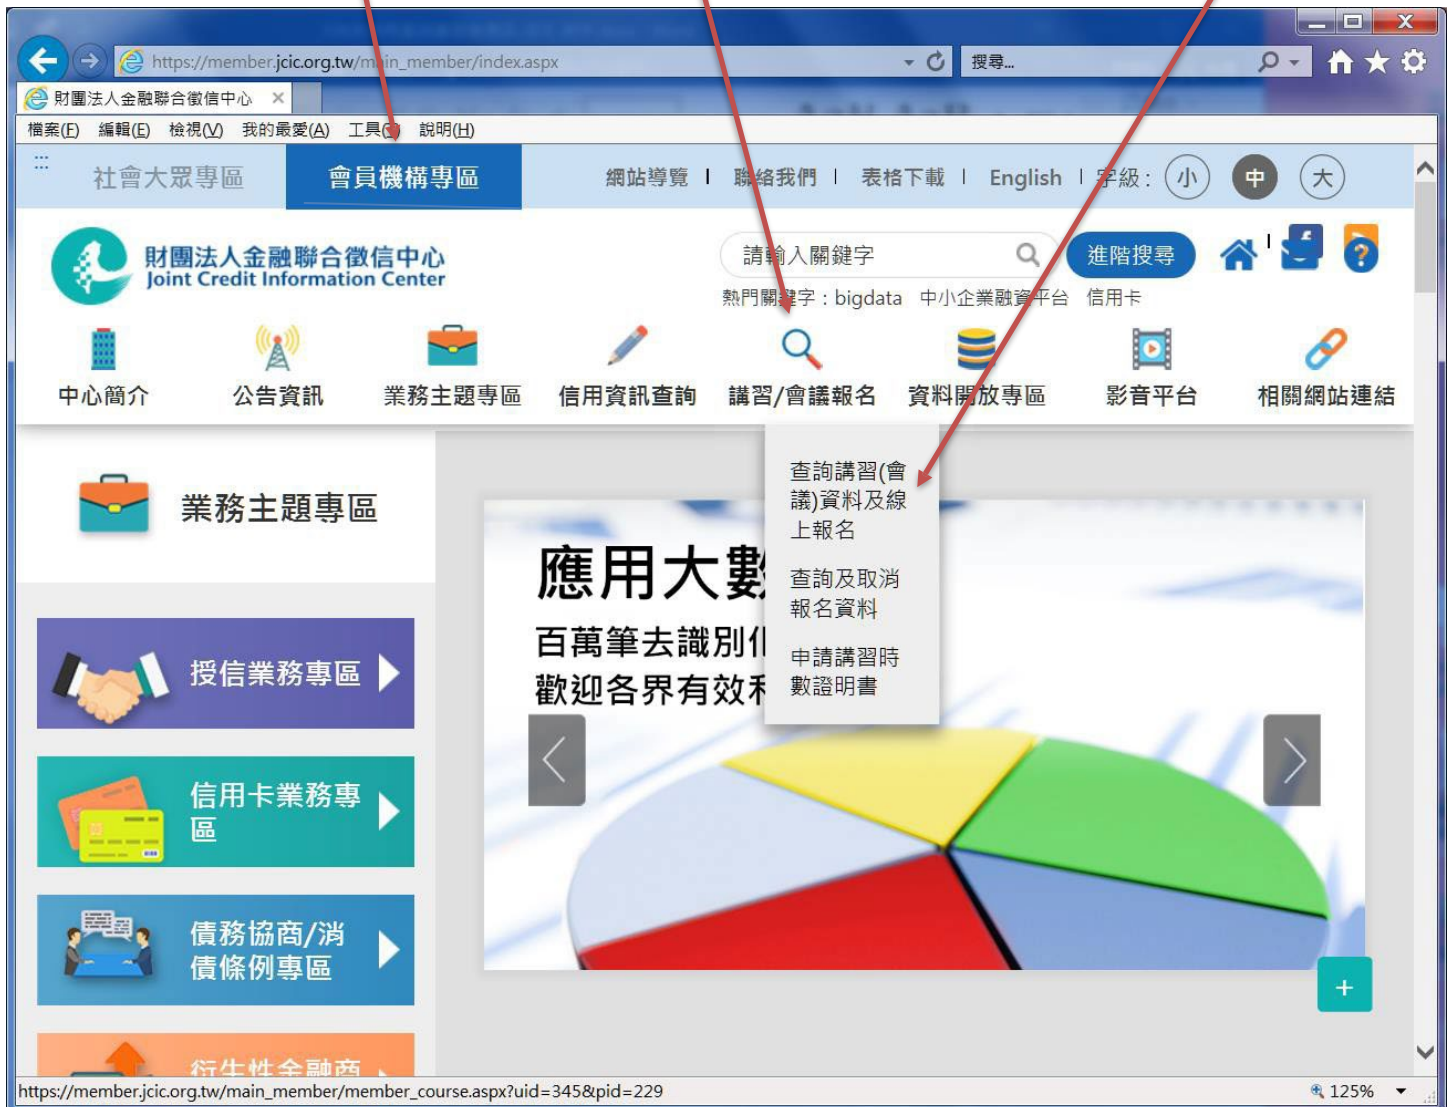 https://member.jcic.org.tw/main_member/index.aspx
搜尋...
財團法人金融聯合徵信中心
檔案(F) 編輯(E) 檢視(V) 我的最愛(A) 工具(T) 說明(H)
社會大眾專區 會員機構專區 網站導覽 聯絡我們 表格下載 English 字級: 小 中 大
財團法人金融聯合徵信中心
Joint Credit Information Center
請輸入關鍵字 進階搜尋
熱門關鍵字:bigdata 中小企業融資平台 信用卡
中心簡介 公告資訊 業務主題專區 信用資訊查詢 講習/會議報名 資料開放專區 影音平台 相關網站連結
查詢講習(會
議)資料及線
上報名
查詢及取消
報名資料
申請講習時
數證明書
業務主題專區
授信業務專區
信用卡業務專
區
債務協商/消
債條例專區
衍生性金融商
應用大數
百萬筆去識別化
歡迎各界有效利
+
https://member.jcic.org.tw/main_member/member_course.aspx?uid=345&pid=229
125%